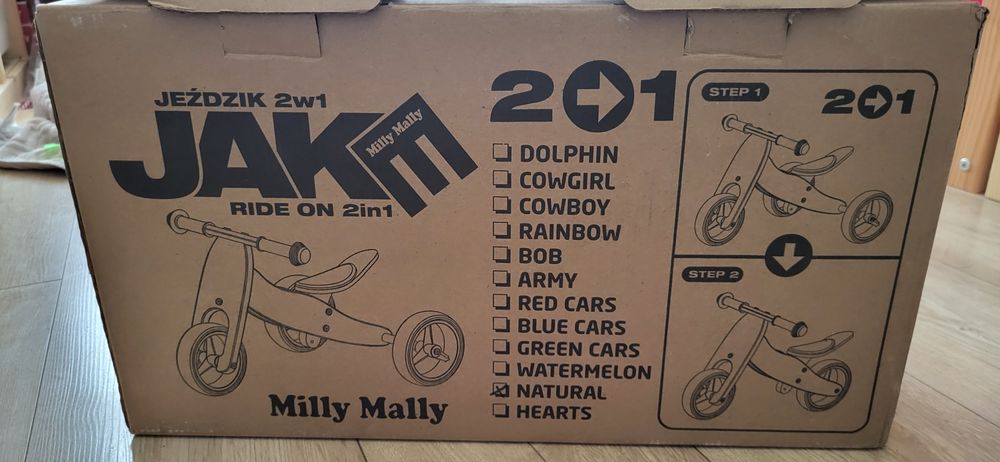 JEŹDZIK 2w1
JAKE
Milly Mally
RIDE ON 2in1
Milly Mally
2➔1
☐ DOLPHIN
☐ COWGIRL
☐ COWBOY
☐ RAINBOW
☐ BOB
☐ ARMY
☐ RED CARS
☐ BLUE CARS
☐ GREEN CARS
☐ WATERMELON
☒ NATURAL
☐ HEARTS
STEP 1
2➔1
STEP 2